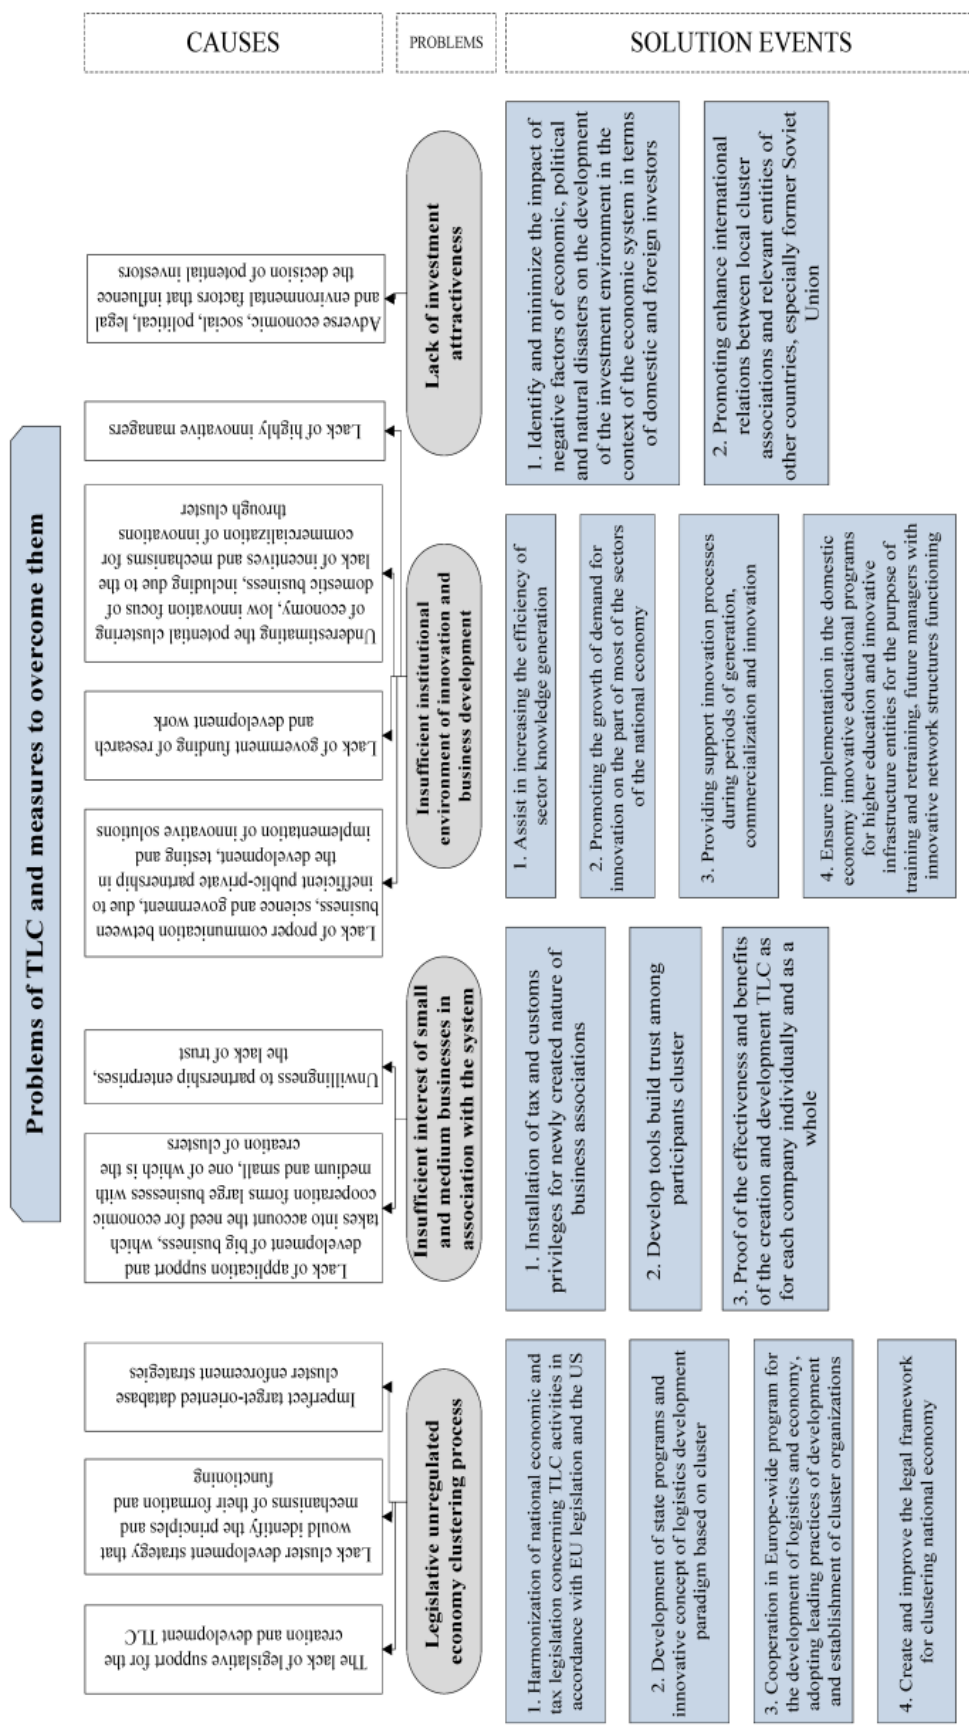 Problems of TLC and measures to overcome them
CAUSES
The lack of legislative support for the
creation and development TLC
Lack cluster development strategy that
would identify the principles and
mechanisms of their formation and
functioning
Imperfect target-oriented database
cluster enforcement strategies
Lack of application support and
development of big business, which
takes into account the need for economic
cooperation forms large businesses with
medium and small, one of which is the
creation of clusters
Unwillingness to partnership enterprises,
the lack of trust
Lack of proper communication between
business, science and government, due to
inefficient public-private partnership in
the development, testing and
implementation of innovative solutions
Lack of government funding of research
and development work
Underestimating the potential clustering
of economy, low innovation focus of
domestic business, including due to the
lack of incentives and mechanisms for
commercialization of innovations
through cluster
Lack of highly innovative managers
Adverse economic, social, political, legal
and environmental factors that influence
the decision of potential investors
PROBLEMS
Legislative unregulated
economy clustering process
Insufficient interest of small
and medium businesses in
association with the system
Insufficient institutional
environment of innovation and
business development
Lack of investment
attractiveness
SOLUTION EVENTS
1. Harmonization of national economic and
tax legislation concerning TLC activities in
accordance with EU legislation and the US
2. Development of state programs and
innovative concept of logistics development
paradigm based on cluster
3. Cooperation in Europe-wide program for
the development of logistics and economy,
adopting leading practices of development
and establishment of cluster organizations
4. Create and improve the legal framework
for clustering national economy
1. Installation of tax and customs
privileges for newly created nature of
business associations
2. Develop tools build trust among
participants cluster
3. Proof of the effectiveness and benefits
of the creation and development TLC as
for each company individually and as a
whole
1. Assist in increasing the efficiency of
sector knowledge generation
2. Promoting the growth of demand for
innovation on the part of most of the sectors
of the national economy
3. Providing support innovation processes
during periods of generation,
commercialization and innovation
4. Ensure implementation in the domestic
economy innovative educational programs
for higher education and innovative
infrastructure entities for the purpose of
training and retraining, future managers with
innovative network structures functioning
1. Identify and minimize the impact of
negative factors of economic, political
and natural disasters on the development
of the investment environment in the
context of the economic system in terms
of domestic and foreign investors
2. Promoting enhance international
relations between local cluster
associations and relevant entities of
other countries, especially former Soviet
Union